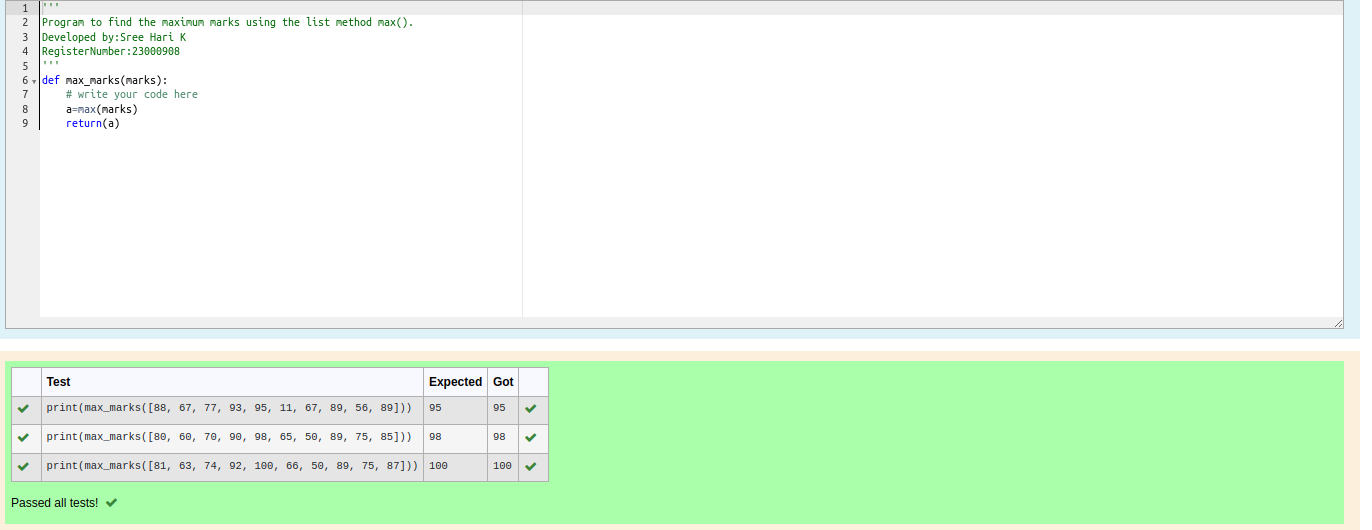 1 '''
2 Program to find the maximum marks using the list method max().
3 Developed by:Sree Hari K
4 RegisterNumber:23000908
5 '''
6 def max_marks(marks):
7 # write your code here
8 a=max(marks)
9 return(a)
Test Expected Got
print(max_marks([88, 67, 77, 93, 95, 11, 67, 89, 56, 89])) 95 95
print(max_marks([80, 60, 70, 90, 98, 65, 50, 89, 75, 85])) 98 98
print(max_marks([81, 63, 74, 92, 100, 66, 50, 89, 75, 87])) 100 100
Passed all tests!